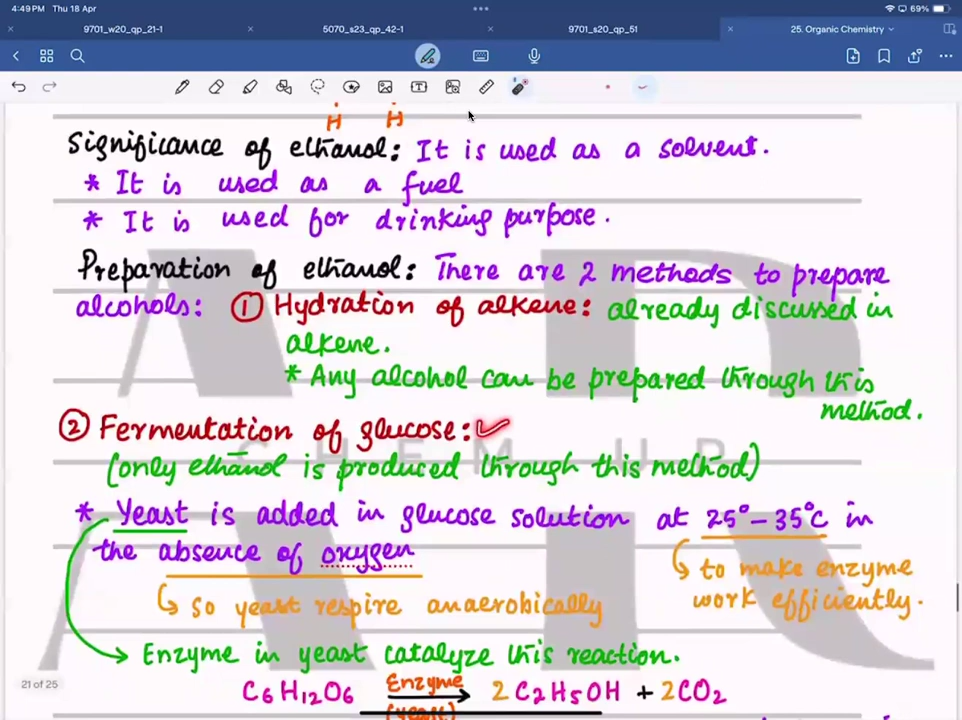 4:49 PM Thu 18 Apr
69%
9701_w20_qp_21-1
5070_s23_qp_42-1
9701_s20_qp_51
25. Organic Chemistry
H H
Significance of ethanol: It is used as a solvent.
* It is used as a fuel
* It is used for drinking purpose.
Preparation of ethanol: There are 2 methods to prepare
alcohols: ① Hydration of alkene: already discussed in
alkene.
* Any alcohol can be prepared through this
method.
② Fermentation of glucose:
(only ethanol is produced through this method)
* Yeast is added in glucose solution at 25°-35°C in
the absence of oxygen
to make enzyme
work efficiently.
so yeast respire anaerobically
Enzyme in yeast catalyze this reaction.
C6H12O6 Enzyme (yeast) → 2C2H5OH + 2CO2
21 of 25